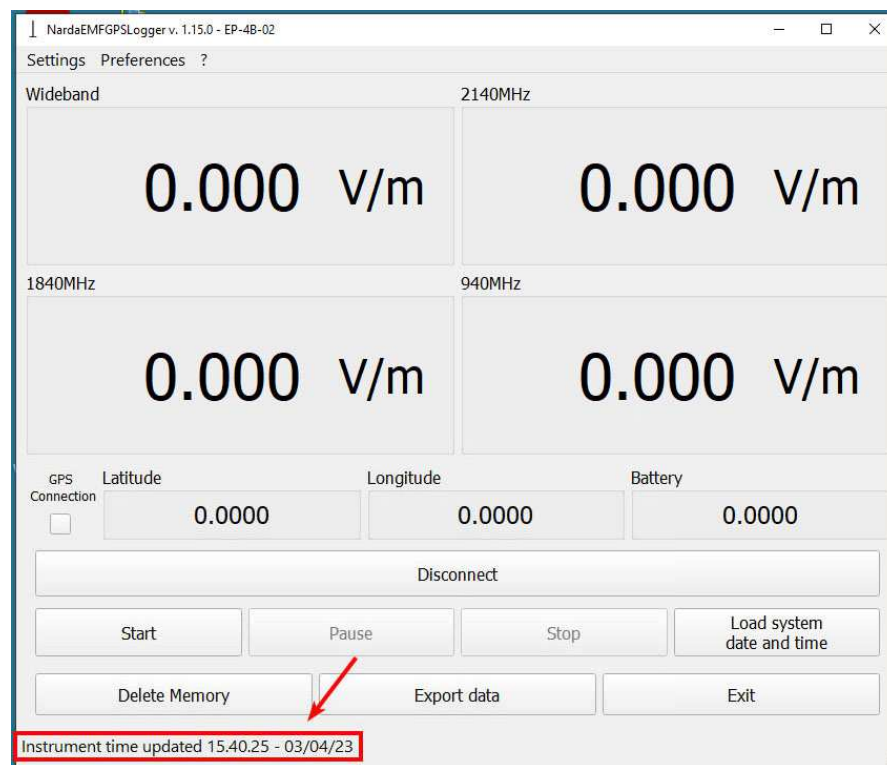 NardaEMFGPSLogger v. 1.15.0 - EP-4B-02
Settings Preferences ?
Wideband 2140MHz
0.000 V/m 0.000 V/m
1840MHz 940MHz
0.000 V/m 0.000 V/m
GPS Connection
Latitude Longitude Battery
0.0000 0.0000 0.0000
Disconnect
Start Pause Stop Load system
date and time
Delete Memory Export data Exit
Instrument time updated 15.40.25 - 03/04/23